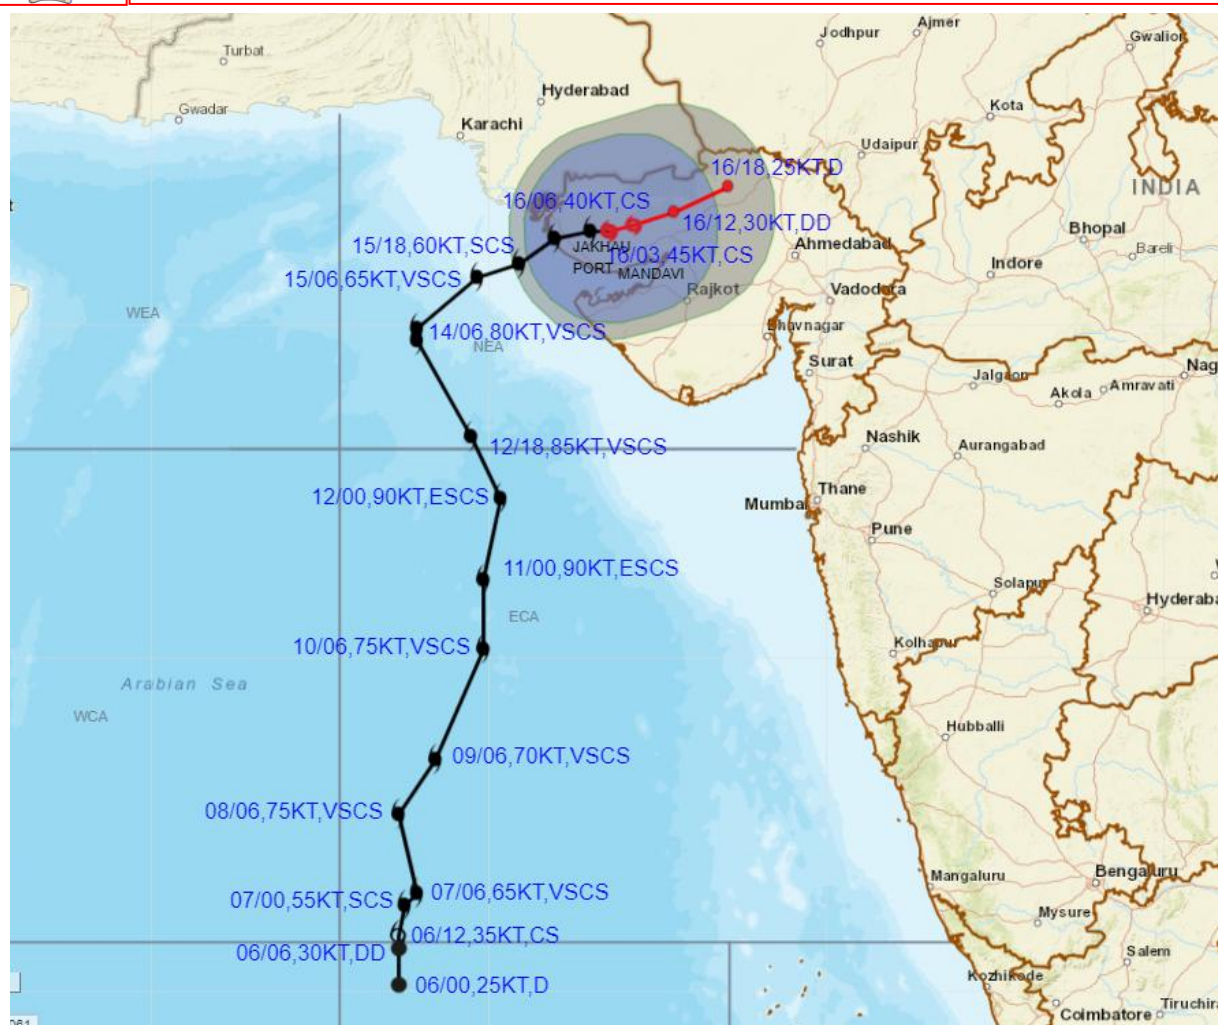 Ajmer
Jodhpur
Gwalior
Turbat
Hyderabad
Kota
Gwadar
Karachi
Udaipur
16/18,25KT,D
INDIA
16/06,40KT,CS
16/12,30KT,DD
Bhopal
15/18,60KT,SCS
JAKHAU
PORT
16/03,45KT,CS
Ahmedabad
Bareli
Indore
MANDAVI
15/06,65KT,VSCS
Rajkot
Vadodora
WEA
14/06,80KT,VSCS
Bhavnagar
NEA
Surat
Jalgaon
Nag
Akola
Amravati
Nashik
Aurangabad
12/18,85KT,VSCS
12/00,90KT,ESCS
Thane
Mumbai
Pune
11/00,90KT,ESCS
Solapur
Hyderaba
ECA
10/06,75KT,VSCS
Kolhapur
Arabian Sea
WCA
Hubballi
09/06,70KT,VSCS
08/06,75KT,VSCS
Bengaluru
Mangaluru
07/06,65KT,VSCS
07/00,55KT,SCS
Mysure
06/12,35KT,CS
06/06,30KT,DD
Salem
Kozhikode
06/00,25KT,D
Tiruchira
Coimbatore